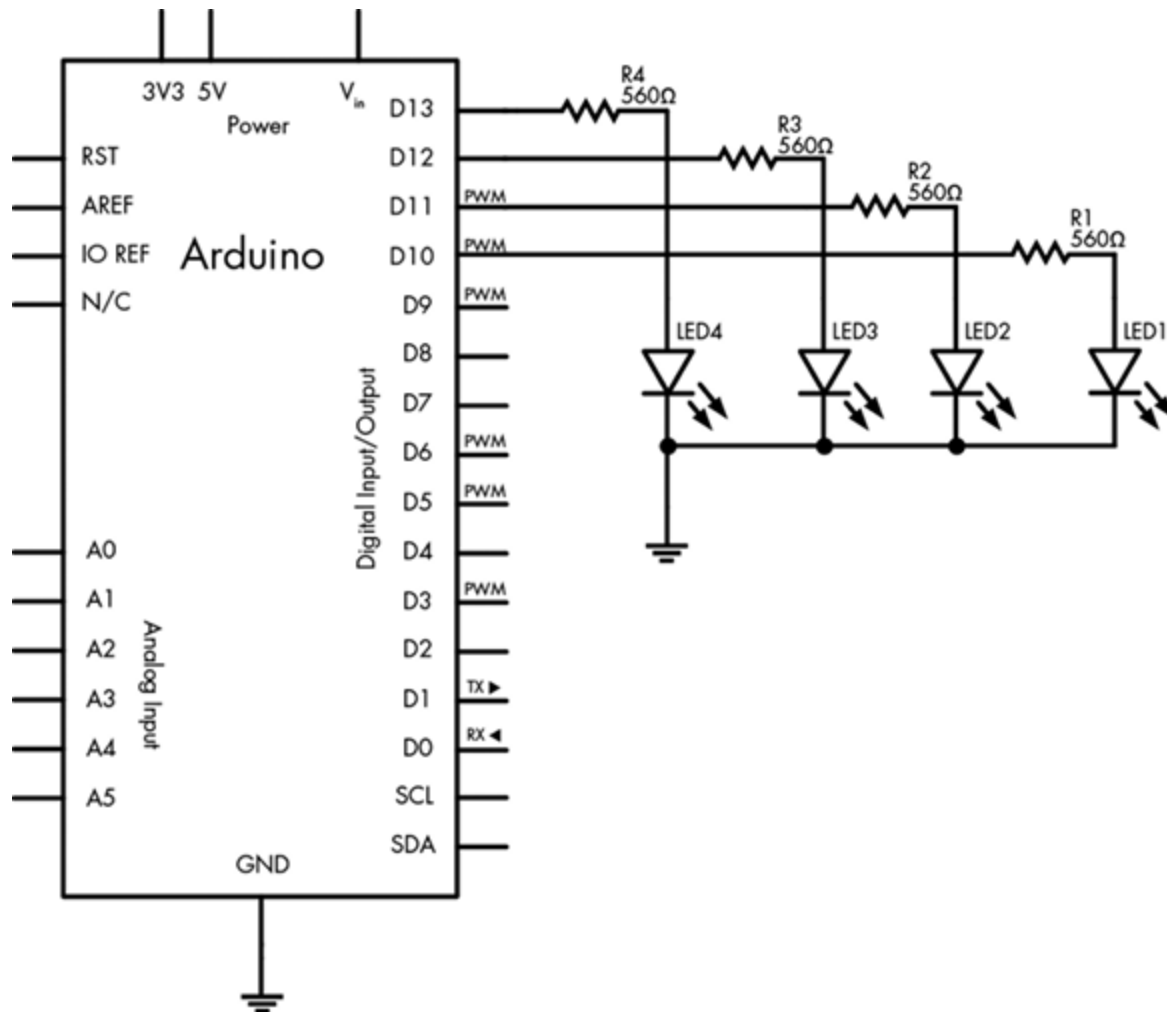 3V3 5V
Vin
Power
RST
AREF
IO REF
N/C
Arduino
A0
A1
A2
A3
A4
A5
Analog Input
GND
Digital Input/Output
D13
D12
D11
PWM
D10
PWM
D9
PWM
D8
D7
D6
PWM
D5
PWM
D4
D3
PWM
D2
D1
TX ▶
D0
RX ◀
SCL
SDA
R4
560Ω
R3
560Ω
R2
560Ω
R1
560Ω
LED4
LED3
LED2
LED1